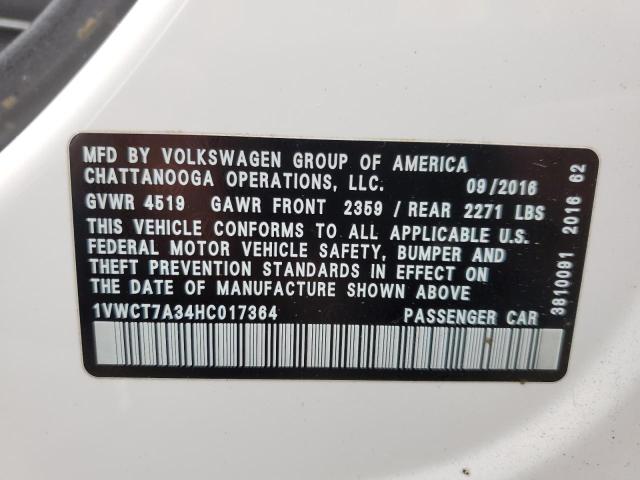 MFD BY VOLKSWAGEN GROUP OF AMERICA
CHATTANOOGA OPERATIONS, LLC. 09/2016
GVWR 4519 GAWR FRONT 2359 / REAR 2271 LBS
THIS VEHICLE CONFORMS TO ALL APPLICABLE U.S.
FEDERAL MOTOR VEHICLE SAFETY, BUMPER AND
THEFT PREVENTION STANDARDS IN EFFECT ON
THE DATE OF MANUFACTURE SHOWN ABOVE
1VWCT7A34HC017364 PASSENGER CAR
3810091 2016 62